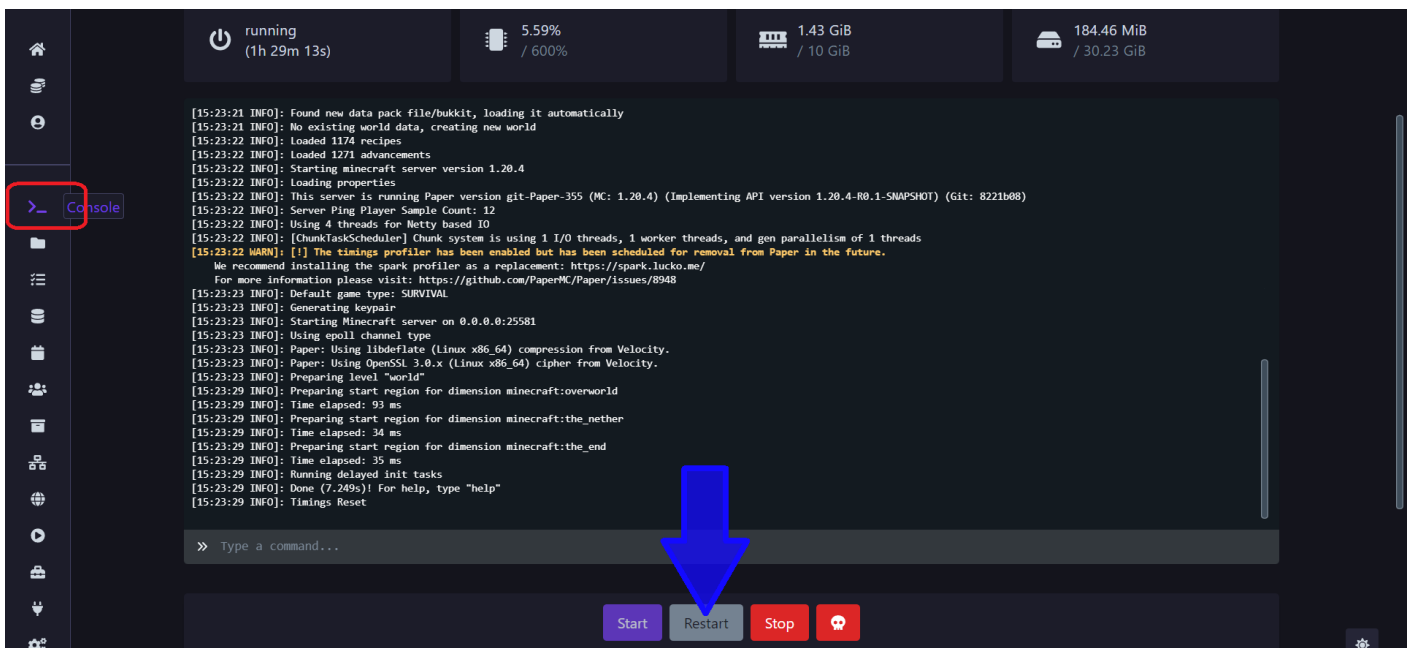 running
(1h 29m 13s)
5.59%
/ 600%
1.43 GiB
/ 10 GiB
184.46 MiB
/ 30.23 GiB
Console
[15:23:21 INFO]: Found new data pack file/bukkit, loading it automatically
[15:23:21 INFO]: No existing world data, creating new world
[15:23:22 INFO]: Loaded 1174 recipes
[15:23:22 INFO]: Loaded 1271 advancements
[15:23:22 INFO]: Starting minecraft server version 1.20.4
[15:23:22 INFO]: Loading properties
[15:23:22 INFO]: This server is running Paper version git-Paper-355 (MC: 1.20.4) (Implementing API version 1.20.4-R0.1-SNAPSHOT) (Git: 8221b08)
[15:23:22 INFO]: Server Ping Player Sample Count: 12
[15:23:22 INFO]: Using 4 threads for Netty based IO
[15:23:22 INFO]: [ChunkTaskScheduler] Chunk system is using 1 I/O threads, 1 worker threads, and gen parallelism of 1 threads
[15:23:22 WARN]: [!] The timings profiler has been enabled but has been scheduled for removal from Paper in the future.
We recommend installing the spark profiler as a replacement: https://spark.lucko.me/
For more information please visit: https://github.com/PaperMC/Paper/issues/8948
[15:23:23 INFO]: Default game type: SURVIVAL
[15:23:23 INFO]: Generating keypair
[15:23:23 INFO]: Starting Minecraft server on 0.0.0.0:25581
[15:23:23 INFO]: Using epoll channel type
[15:23:23 INFO]: Paper: Using libdeflate (Linux x86_64) compression from Velocity.
[15:23:23 INFO]: Paper: Using OpenSSL 3.0.x (Linux x86_64) cipher from Velocity.
[15:23:23 INFO]: Preparing level "world"
[15:23:29 INFO]: Preparing start region for dimension minecraft:overworld
[15:23:29 INFO]: Time elapsed: 93 ms
[15:23:29 INFO]: Preparing start region for dimension minecraft:the_nether
[15:23:29 INFO]: Time elapsed: 34 ms
[15:23:29 INFO]: Preparing start region for dimension minecraft:the_end
[15:23:29 INFO]: Time elapsed: 35 ms
[15:23:29 INFO]: Running delayed init tasks
[15:23:29 INFO]: Done (7.249s)! For help, type "help"
[15:23:29 INFO]: Timings Reset
Type a command...
Start
Restart
Stop